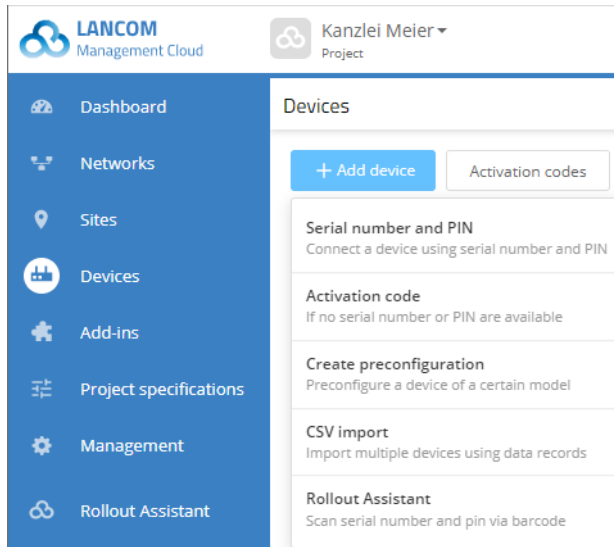 LANCOM
Management Cloud
Kanzlei Meier
Project
Dashboard
Networks
Sites
Devices
Add-ins
Project specifications
Management
Rollout Assistant
Devices
+ Add device
Activation codes
Serial number and PIN
Connect a device using serial number and PIN
Activation code
If no serial number or PIN are available
Create preconfiguration
Preconfigure a device of a certain model
CSV import
Import multiple devices using data records
Rollout Assistant
Scan serial number and pin via barcode